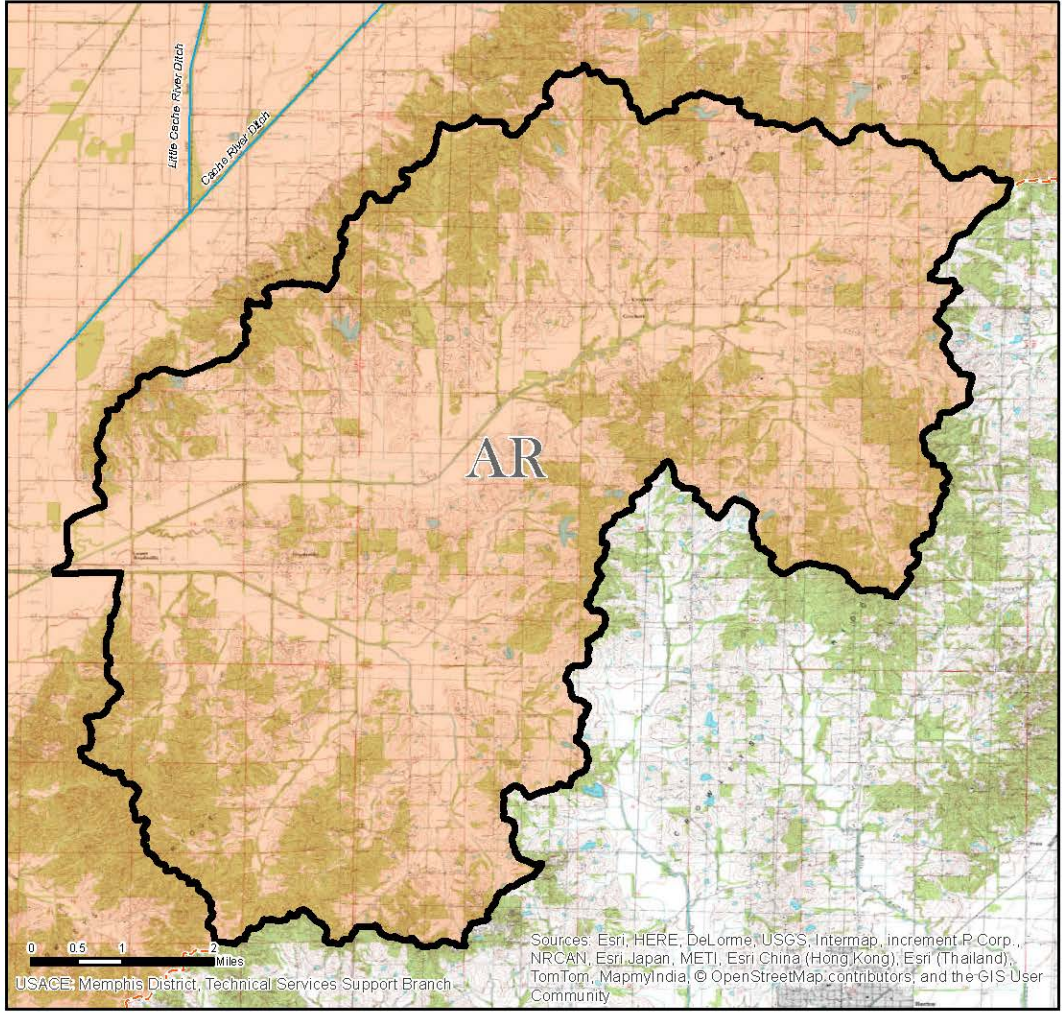 Little Cache River Ditch
Cache River Ditch
AR
0 0.5 1 2
Miles
USACE: Memphis District, Technical Services Support Branch
Sources: Esri, HERE, DeLorme, USGS, Intermap, increment P Corp.,
NRCAN, Esri Japan, METI, Esri China (Hong Kong), Esri (Thailand),
TomTom, MapmyIndia, © OpenStreetMap contributors, and the GIS User
Community